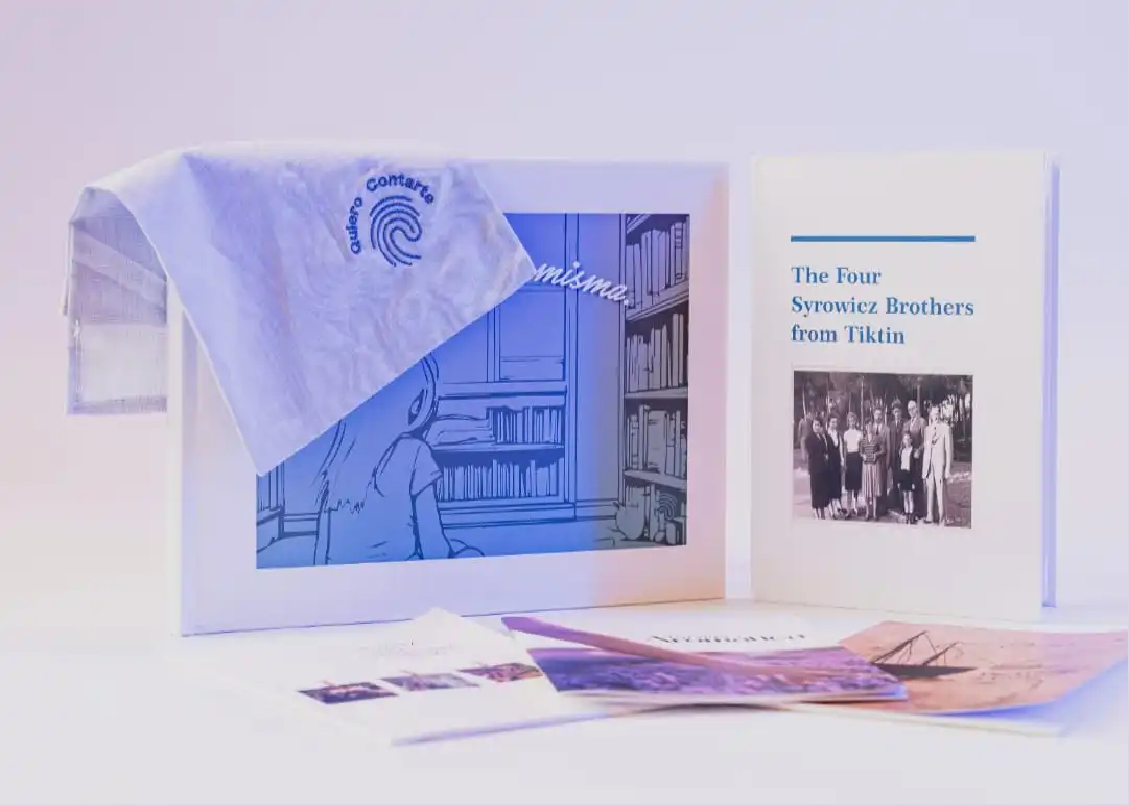 Quiero Contarte
misma.
The Four
Syrowicz Brothers
from Tiktin